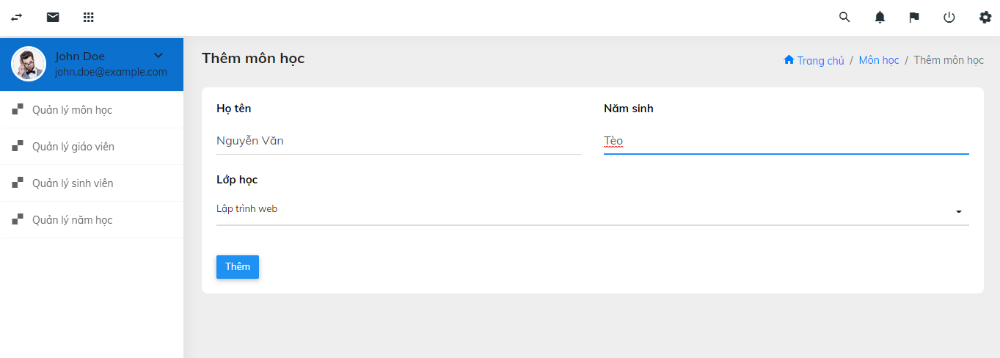 John Doe
john.doe@example.com
Quản lý môn học
Quản lý giáo viên
Quản lý sinh viên
Quản lý năm học
Thêm môn học
Trang chủ / Môn học / Thêm môn học
Họ tên
Năm sinh
Nguyễn Văn
Tèo
Lớp học
Lập trình web
Thêm